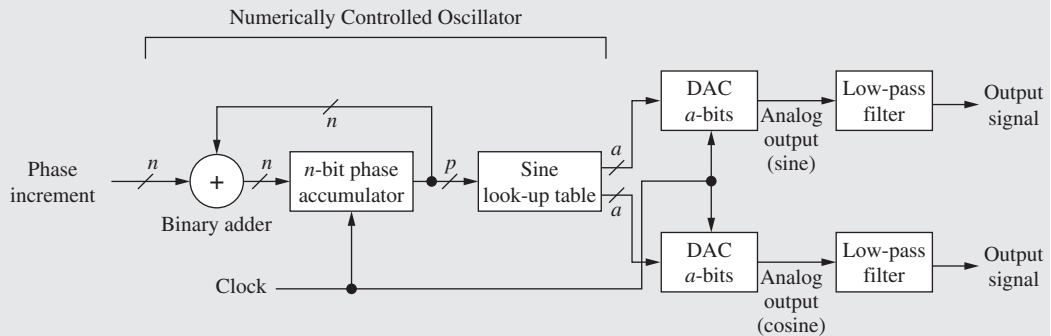 Numerically Controlled Oscillator
Phase
increment
n
+
Binary adder
n
n
n-bit phase
accumulator
p
Sine
look-up table
a
a
Clock
DAC
a-bits
Analog
output
(sine)
Low-pass
filter
Output
signal
DAC
a-bits
Analog
output
(cosine)
Low-pass
filter
Output
signal